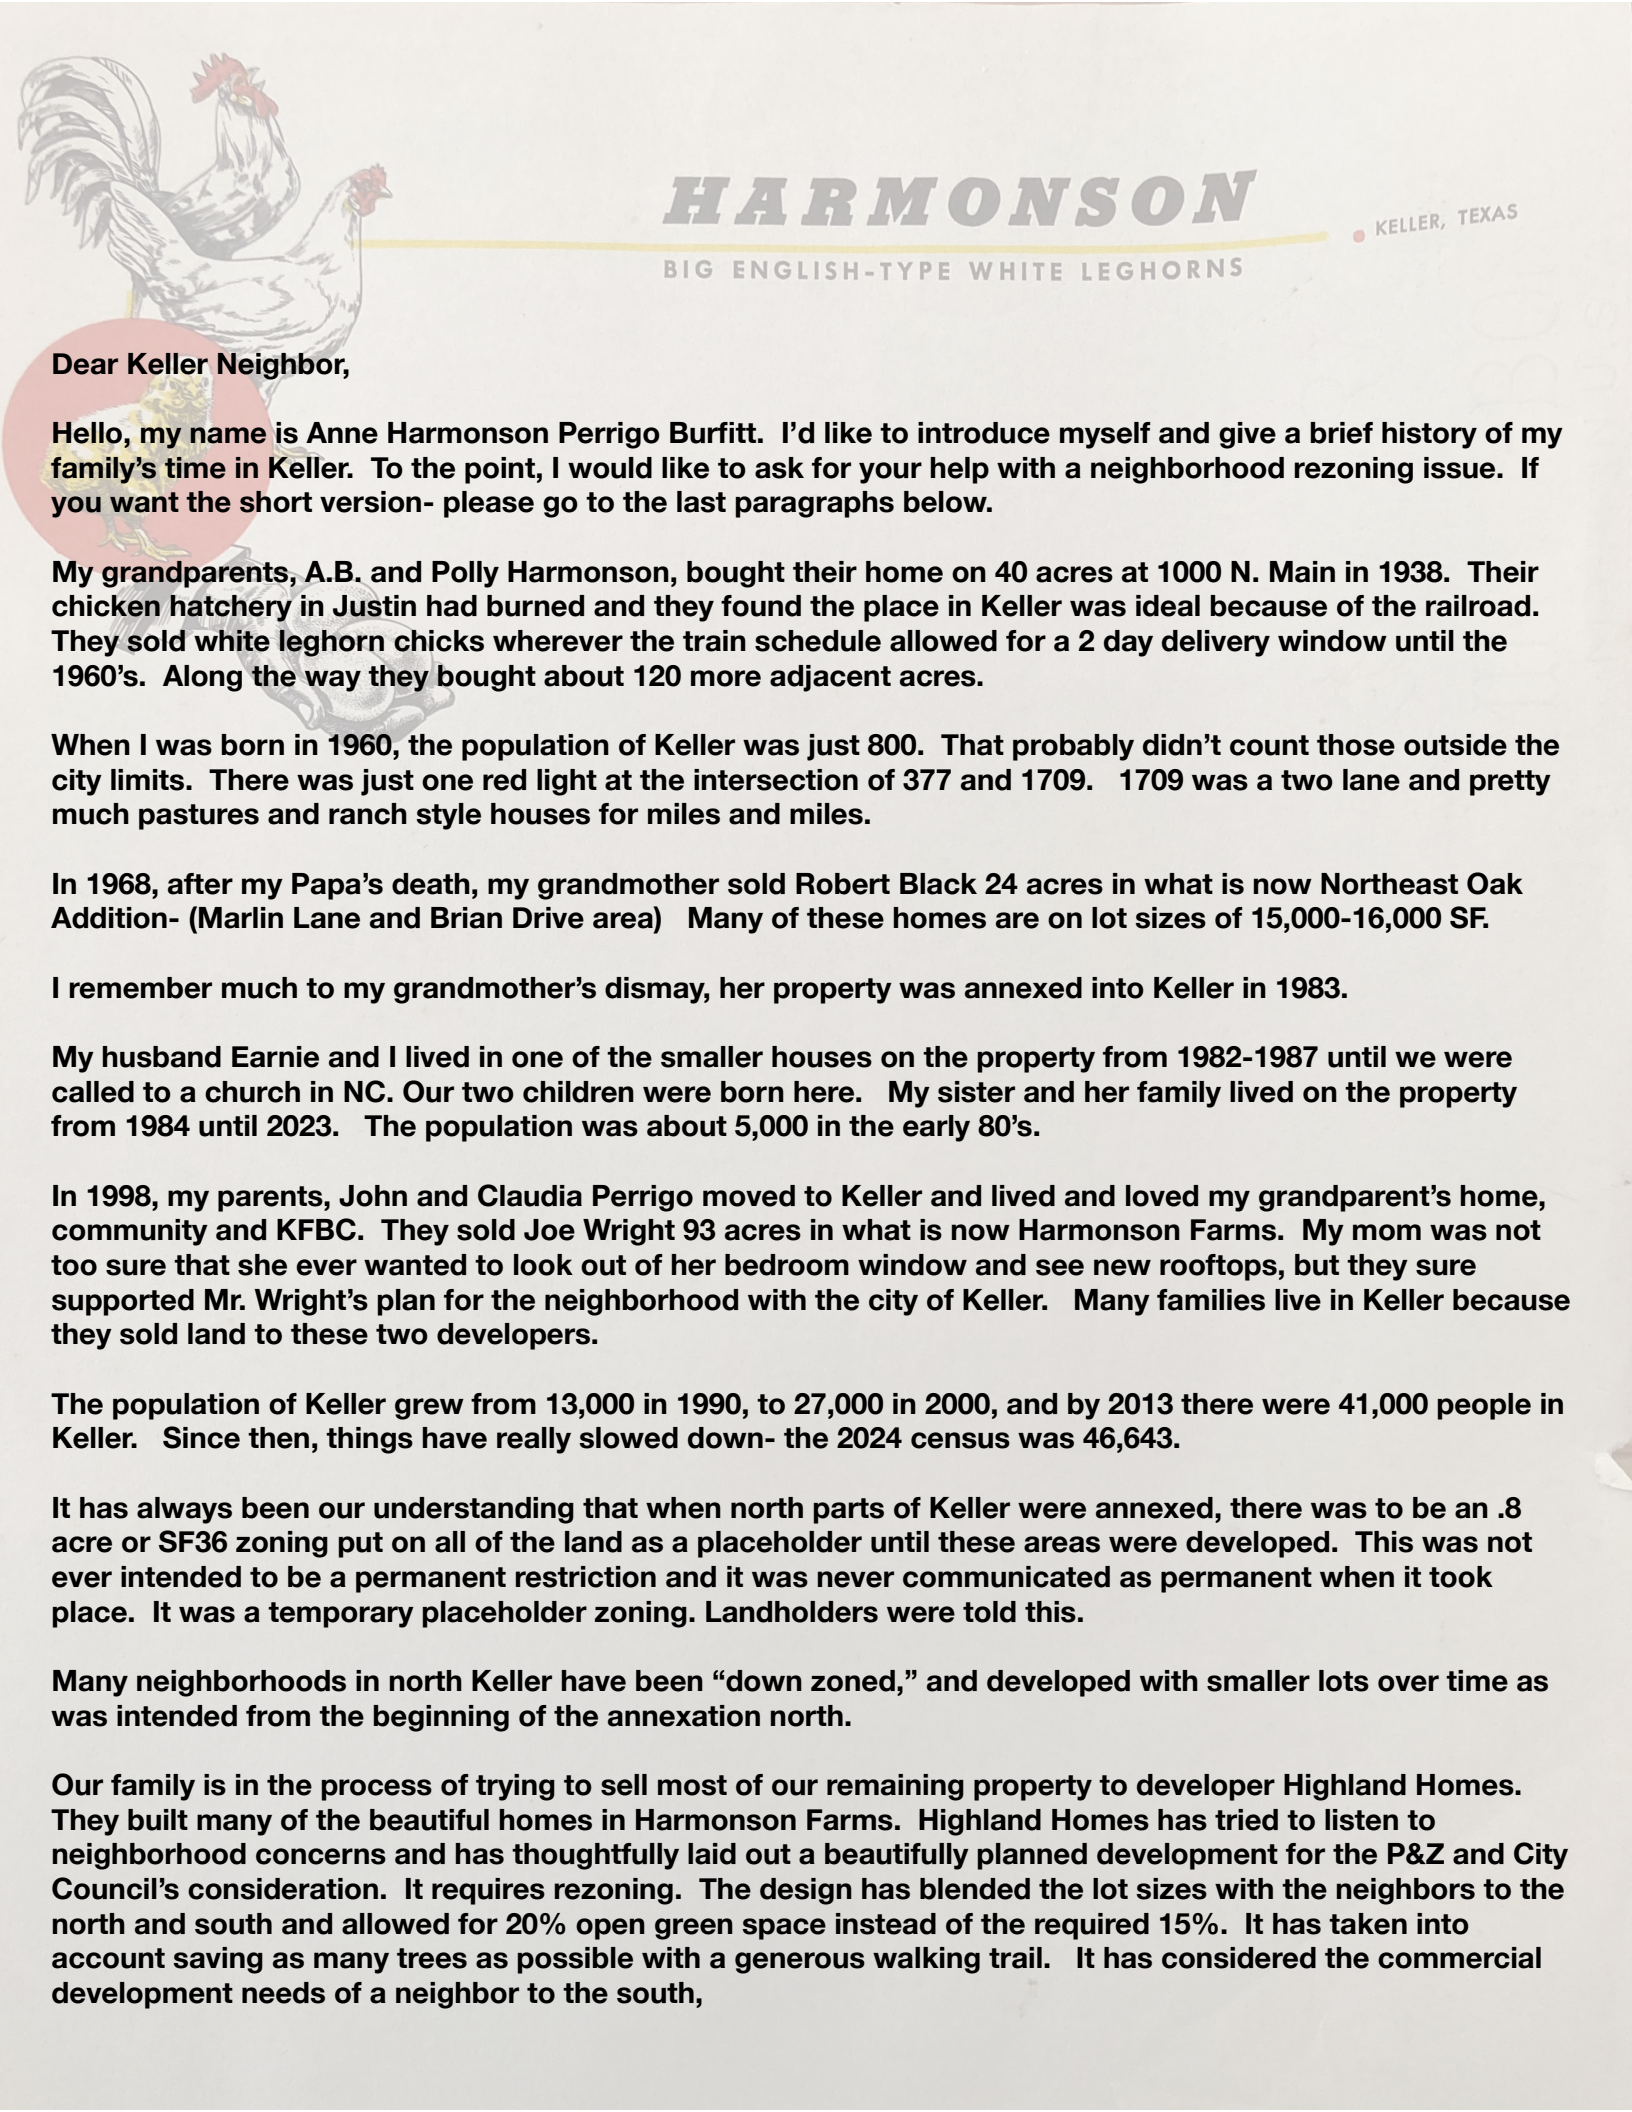 HARMONSON
KELLER, TEXAS
BIG ENGLISH-TYPE WHITE LEGHORNS
Dear Keller Neighbor,
Hello, my name is Anne Harmonson Perrigo Burfitt.  I’d like to introduce myself and give a brief history of my
family’s time in Keller.  To the point, I would like to ask for your help with a neighborhood rezoning issue.  If
you want the short version- please go to the last paragraphs below.
My grandparents, A.B. and Polly Harmonson, bought their home on 40 acres at 1000 N. Main in 1938.  Their
chicken hatchery in Justin had burned and they found the place in Keller was ideal because of the railroad.
They sold white leghorn chicks wherever the train schedule allowed for a 2 day delivery window until the
1960’s.  Along the way they bought about 120 more adjacent acres.
When I was born in 1960, the population of Keller was just 800.  That probably didn’t count those outside the
city limits.  There was just one red light at the intersection of 377 and 1709.   1709 was a two lane and pretty
much pastures and ranch style houses for miles and miles.
In 1968, after my Papa’s death, my grandmother sold Robert Black 24 acres in what is now Northeast Oak
Addition- (Marlin Lane and Brian Drive area)   Many of these homes are on lot sizes of 15,000-16,000 SF.
I remember much to my grandmother’s dismay, her property was annexed into Keller in 1983.
My husband Earnie and I lived in one of the smaller houses on the property from 1982-1987 until we were
called to a church in NC. Our two children were born here.   My sister and her family lived on the property
from 1984 until 2023.   The population was about 5,000 in the early 80’s.
In 1998, my parents, John and Claudia Perrigo moved to Keller and lived and loved my grandparent’s home,
community and KFBC.  They sold Joe Wright 93 acres in what is now Harmonson Farms.  My mom was not
too sure that she ever wanted to look out of her bedroom window and see new rooftops, but they sure
supported Mr. Wright’s plan for the neighborhood with the city of Keller.   Many families live in Keller because
they sold land to these two developers.
The population of Keller grew from 13,000 in 1990, to 27,000 in 2000, and by 2013 there were 41,000 people in
Keller.   Since then, things have really slowed down- the 2024 census was 46,643.
It has always been our understanding that when north parts of Keller were annexed, there was to be an .8
acre or SF36 zoning put on all of the land as a placeholder until these areas were developed.  This was not
ever intended to be a permanent restriction and it was never communicated as permanent when it took
place.  It was a temporary placeholder zoning. Landholders were told this.
Many neighborhoods in north Keller have been “down zoned,” and developed with smaller lots over time as
was intended from the beginning of the annexation north.
Our family is in the process of trying to sell most of our remaining property to developer Highland Homes.
They built many of the beautiful homes in Harmonson Farms.  Highland Homes has tried to listen to
neighborhood concerns and has thoughtfully laid out a beautifully planned development for the P&Z and City
Council’s consideration.  It requires rezoning.  The design has blended the lot sizes with the neighbors to the
north and south and allowed for 20% open green space instead of the required 15%.  It has taken into
account saving as many trees as possible with a generous walking trail.   It has considered the commercial
development needs of a neighbor to the south,